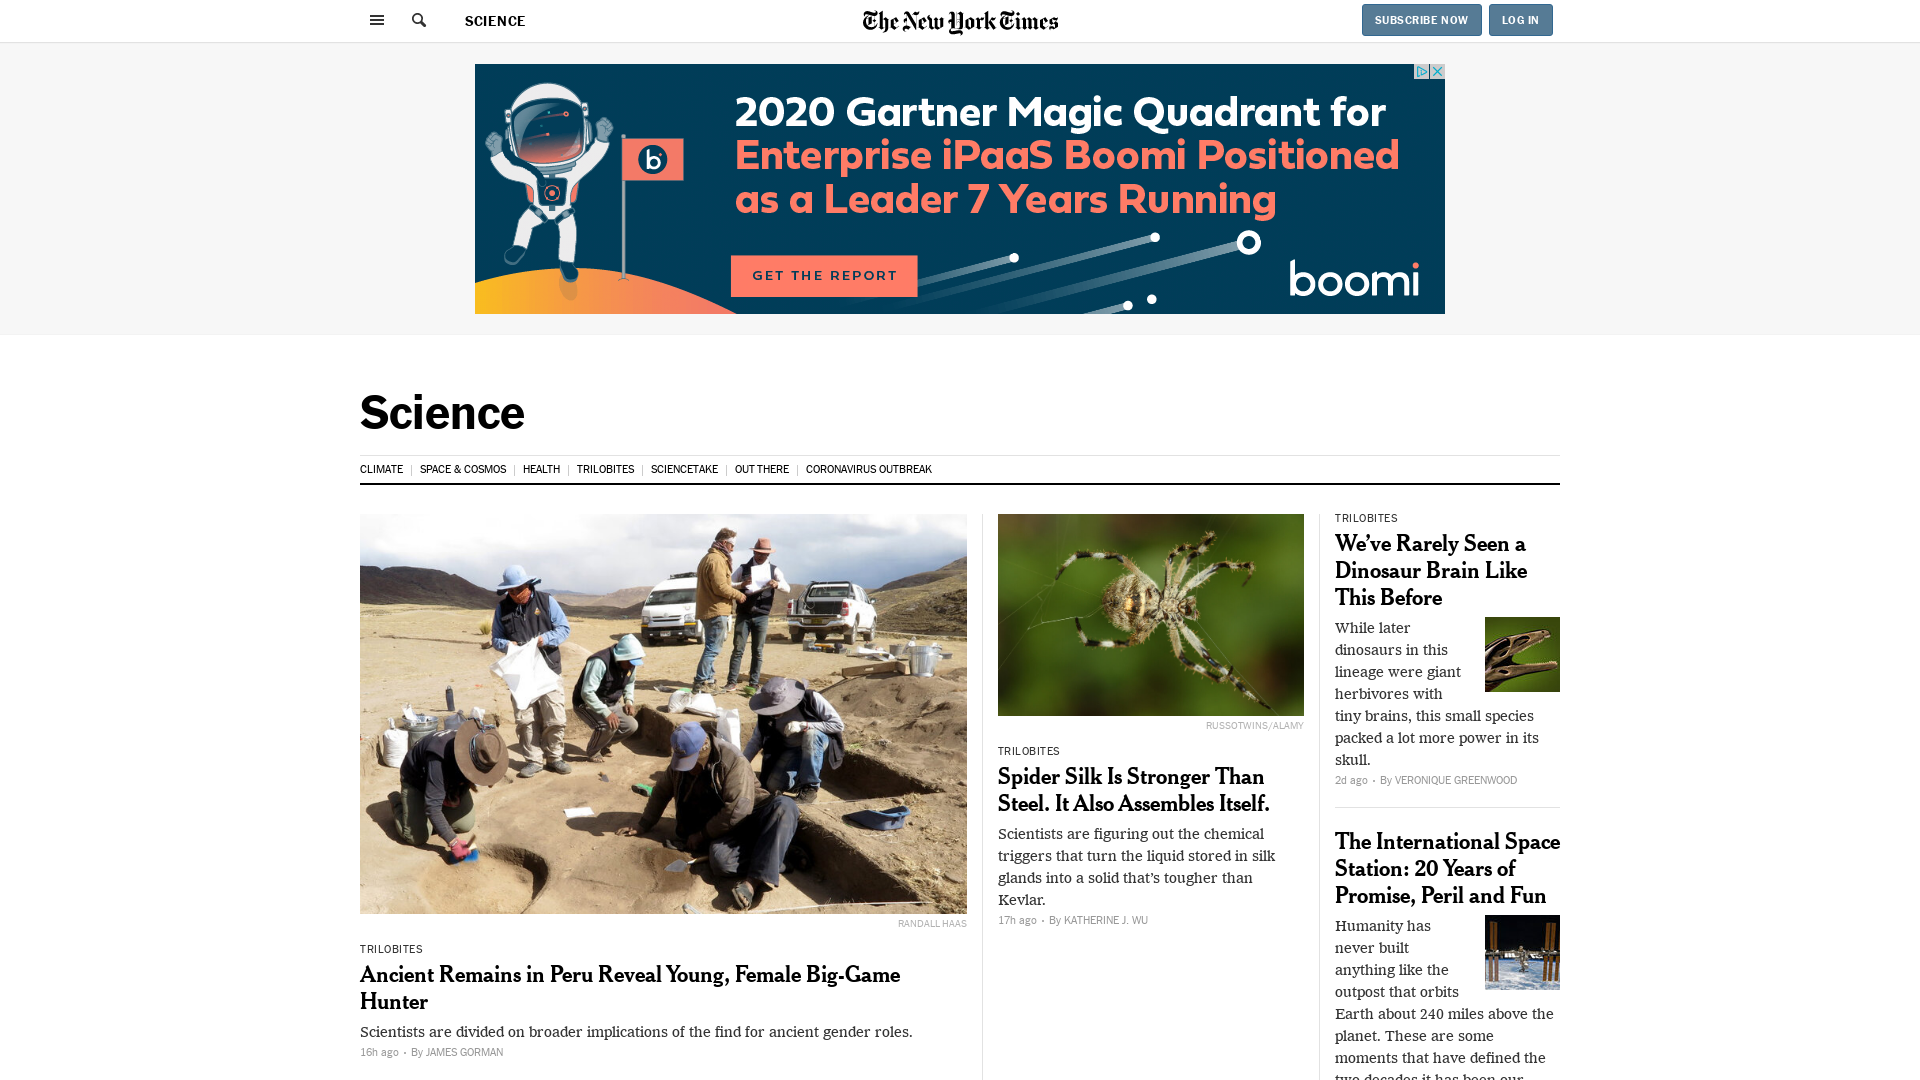 SCIENCE
The New York Times
SUBSCRIBE NOW
LOG IN
2020 Gartner Magic Quadrant for
Enterprise iPaaS Boomi Positioned
as a Leader 7 Years Running
b
GET THE REPORT
boomi
Science
CLIMATE
SPACE & COSMOS
HEALTH
TRILOBITES
SCIENCETAKE
OUT THERE
CORONAVIRUS OUTBREAK
RANDALL HAAS
TRILOBITES
Ancient Remains in Peru Reveal Young, Female Big-Game
Hunter
Scientists are divided on broader implications of the find for ancient gender roles.
16h ago • By JAMES GORMAN
RUSSOTWINS/ALAMY
TRILOBITES
Spider Silk Is Stronger Than
Steel. It Also Assembles Itself.
Scientists are figuring out the chemical
triggers that turn the liquid stored in silk
glands into a solid that’s tougher than
Kevlar.
17h ago • By KATHERINE J. WU
TRILOBITES
We’ve Rarely Seen a
Dinosaur Brain Like
This Before
While later
dinosaurs in this
lineage were giant
herbivores with
tiny brains, this small species
packed a lot more power in its
skull.
2d ago • By VERONIQUE GREENWOOD
The International Space
Station: 20 Years of
Promise, Peril and Fun
Humanity has
never built
anything like the
outpost that orbits
Earth about 240 miles above the
planet. These are some
moments that have defined the
two decades it has been our